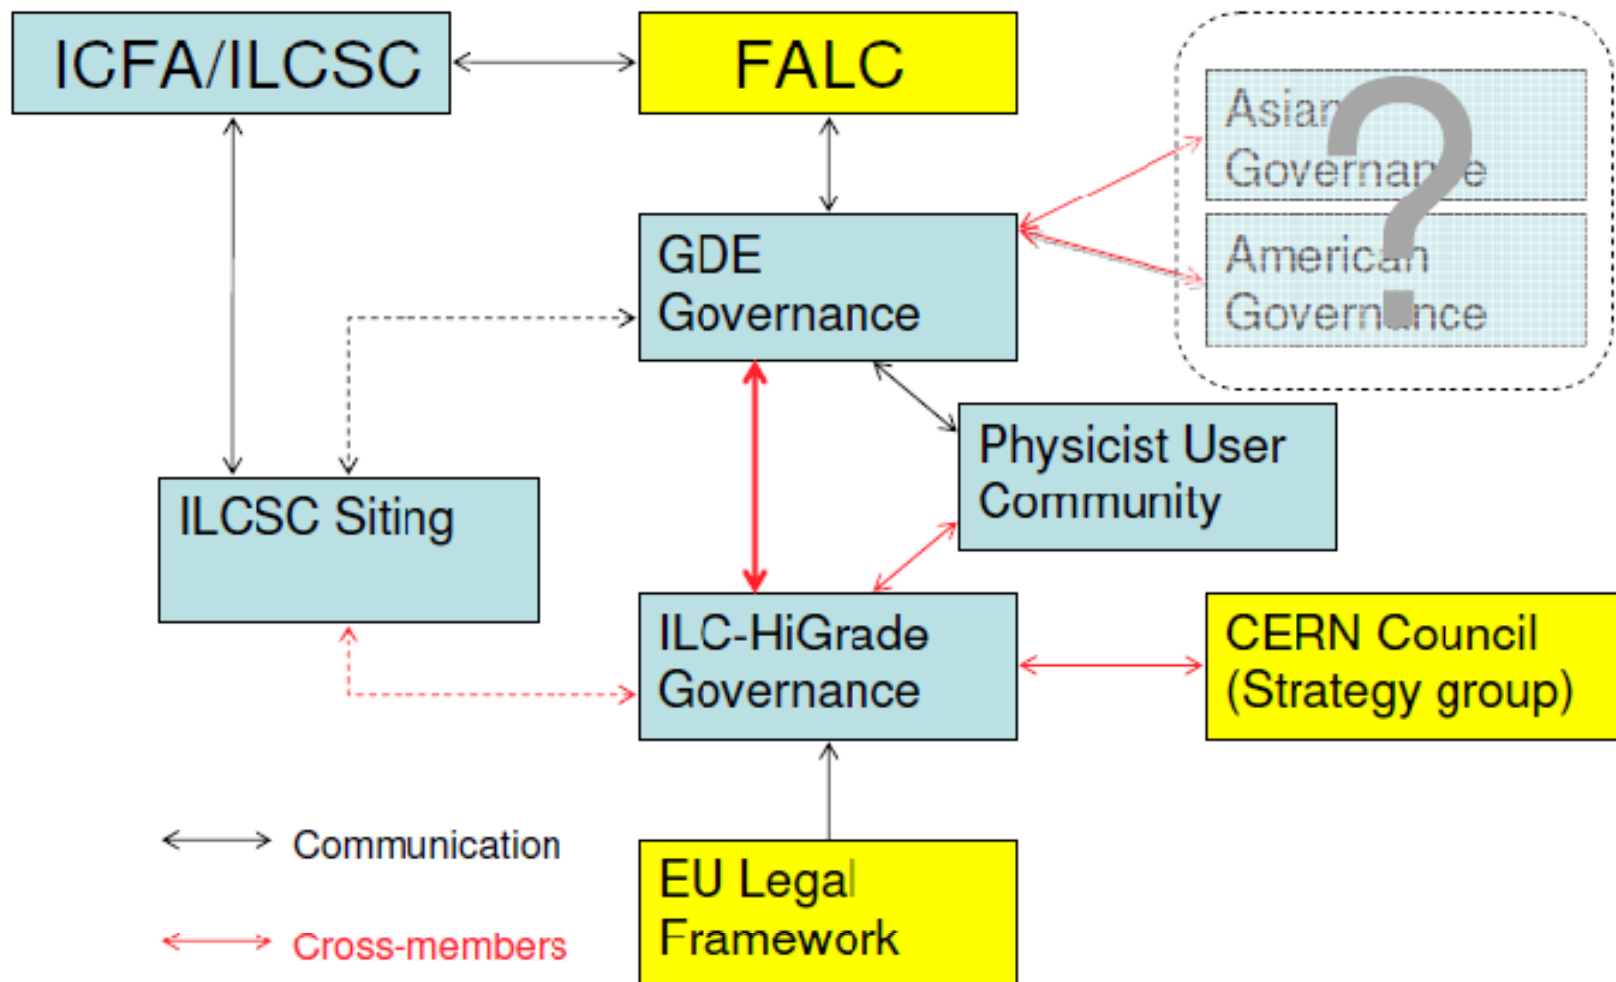 ICFA/ILCSC
FALC
Asian
Governance
?
American
Governance
GDE
Governance
Physicist User
Community
ILCSC Siting
ILC-HiGrade
Governance
CERN Council
(Strategy group)
Communication
EU Legal
Framework
Cross-members